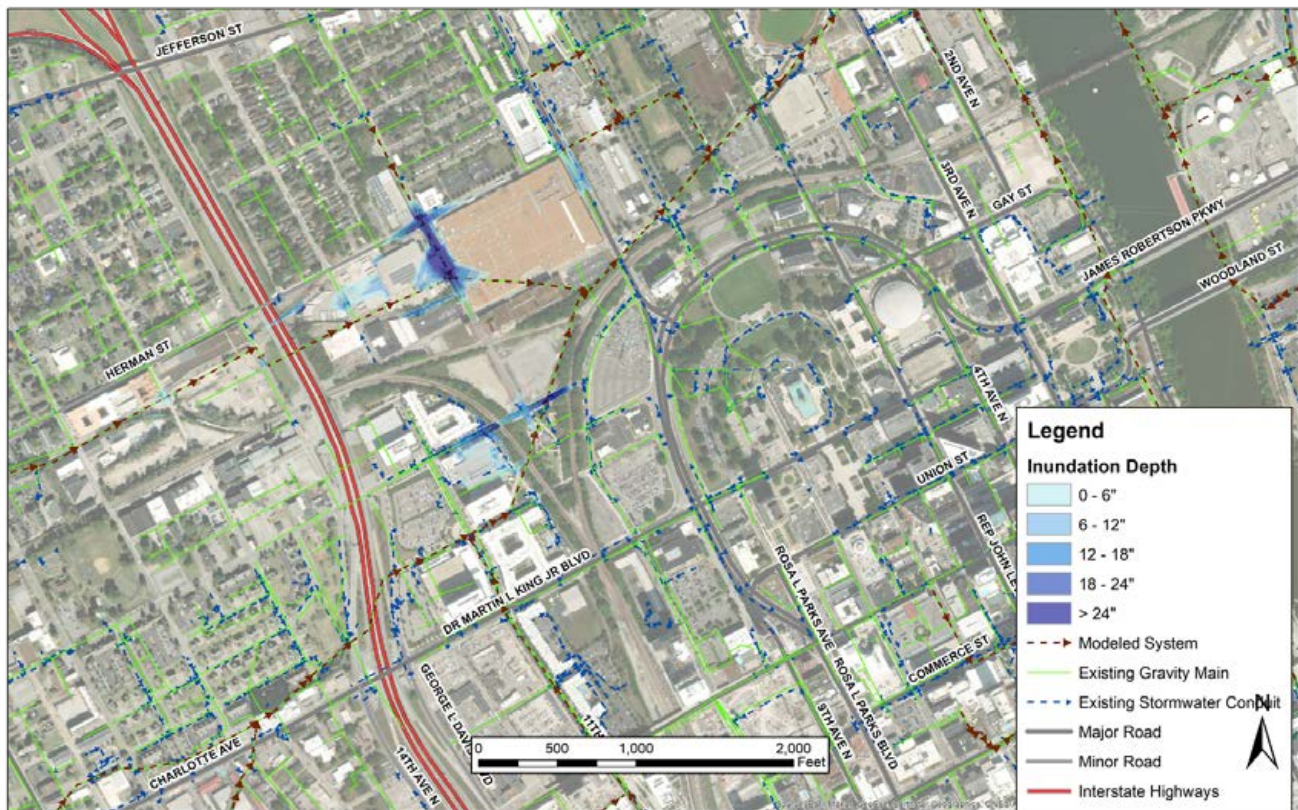 JEFFERSON ST
2ND AVE N
3RD AVE N
GAY ST
JAMES ROBERTSON PKWY
WOODLAND ST
HERMAN ST
4TH AVE N
UNION ST
REP JOHN LE
DR MARTIN L KING JR BLVD
ROSA L PARKS AVE
ROSA L PARKS BLVD
COMMERCE ST
9TH AVE N
GEORGE L DAVIS
VD
11TH
14TH AVE N
CHARLOTTE AVE
0 500 1,000 2,000
Feet
Legend
Inundation Depth
0 - 6"
6 - 12"
12 - 18"
18 - 24"
> 24"
Modeled System
Existing Gravity Main
Existing Stormwater Conduit
N
Major Road
Minor Road
Interstate Highways